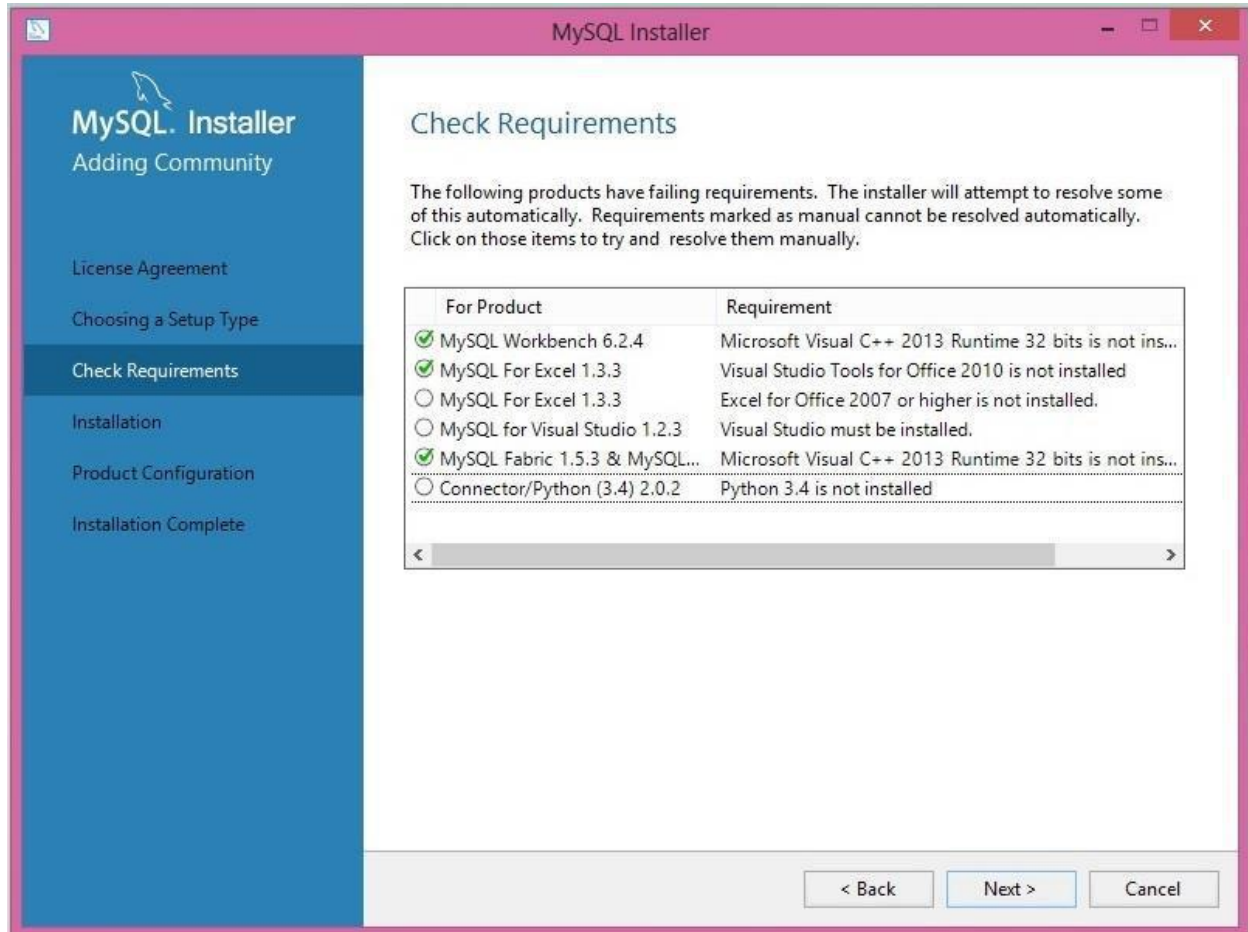 MySQL Installer
MySQL. Installer
Adding Community
License Agreement
Choosing a Setup Type
Check Requirements
Installation
Product Configuration
Installation Complete
Check Requirements
The following products have failing requirements. The installer will attempt to resolve some
of this automatically. Requirements marked as manual cannot be resolved automatically.
Click on those items to try and resolve them manually.
For Product Requirement
MySQL Workbench 6.2.4 Microsoft Visual C++ 2013 Runtime 32 bits is not ins...
MySQL For Excel 1.3.3 Visual Studio Tools for Office 2010 is not installed
MySQL For Excel 1.3.3 Excel for Office 2007 or higher is not installed.
MySQL for Visual Studio 1.2.3 Visual Studio must be installed.
MySQL Fabric 1.5.3 & MySQL... Microsoft Visual C++ 2013 Runtime 32 bits is not ins...
Connector/Python (3.4) 2.0.2 Python 3.4 is not installed
< Back Next > Cancel